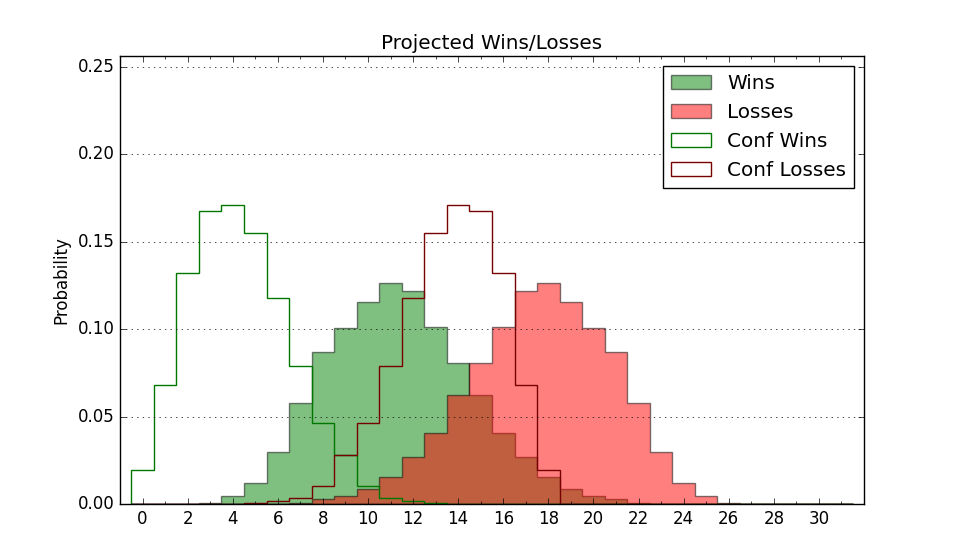 Projected Wins/Losses
0.25
0.20
0.15
0.10
0.05
0.00
Probability
Wins
Losses
Conf Wins
Conf Losses
0 2 4 6 8 10 12 14 16 18 20 22 24 26 28 30